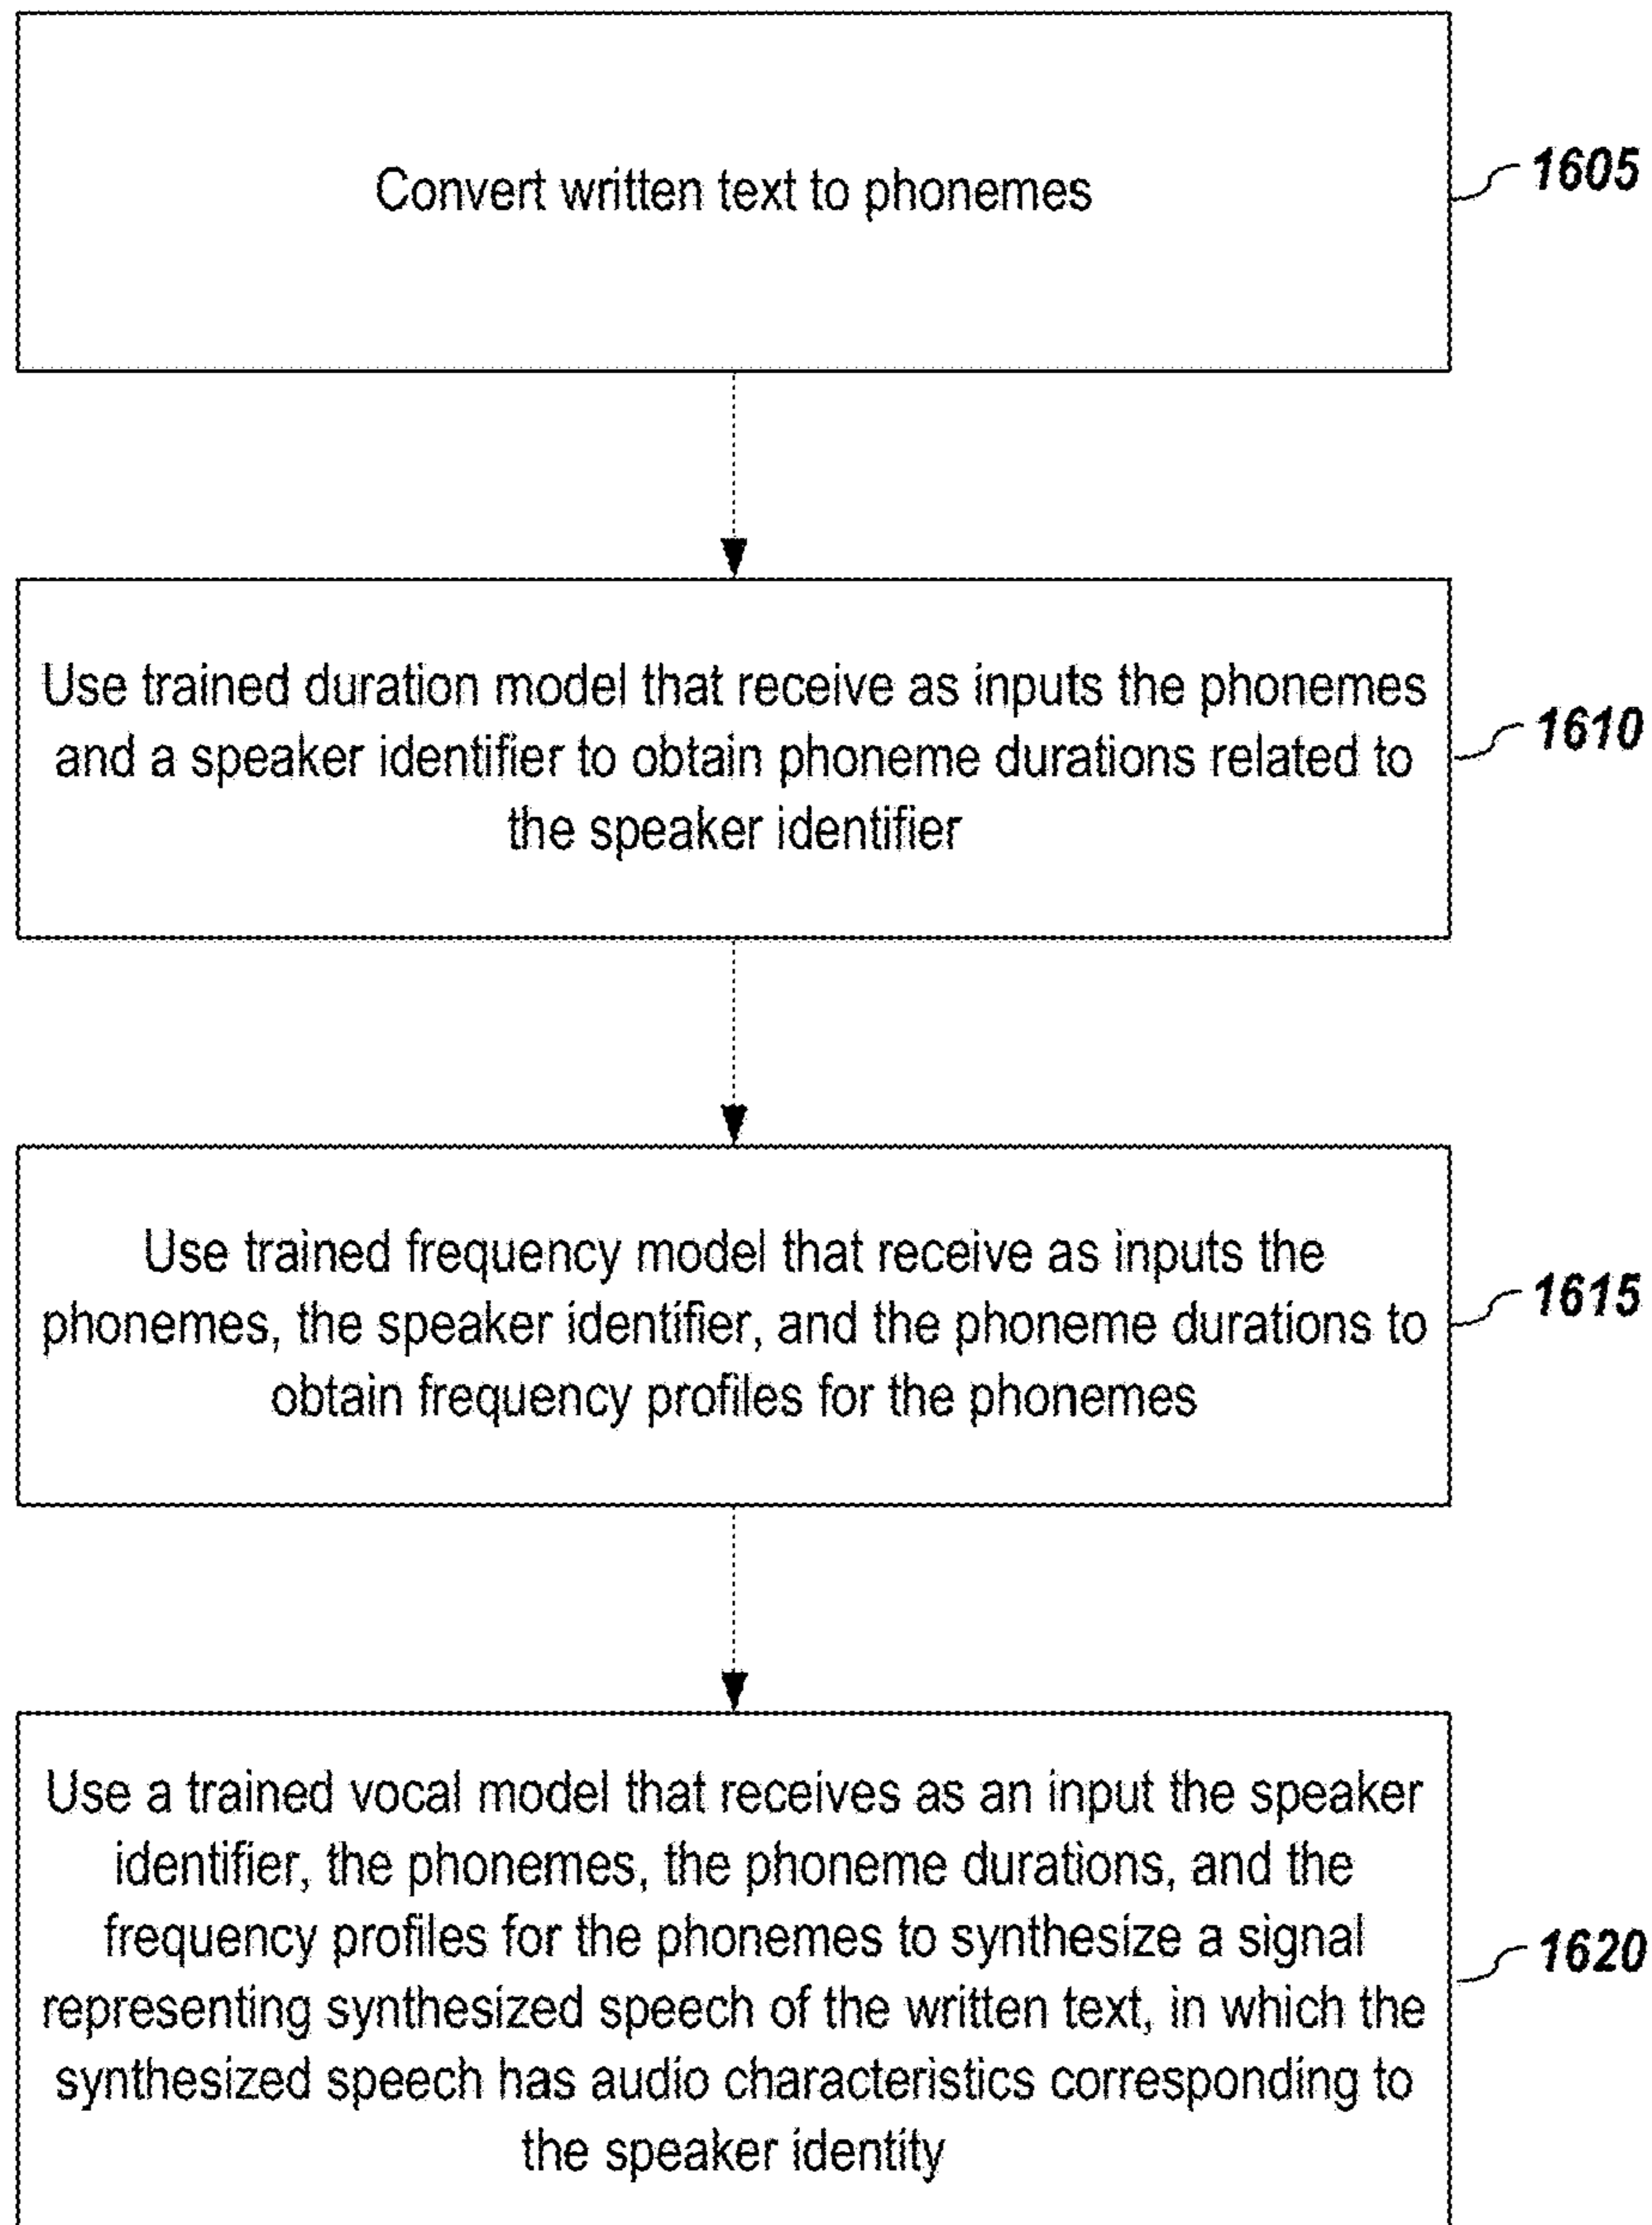 Convert written text to phonemes
1605
Use trained duration model that receive as inputs the phonemes
and a speaker identifier to obtain phoneme durations related to
the speaker identifier
1610
Use trained frequency model that receive as inputs the
phonemes, the speaker identifier, and the phoneme durations to
obtain frequency profiles for the phonemes
1615
Use a trained vocal model that receives as an input the speaker
identifier, the phonemes, the phoneme durations, and the
frequency profiles for the phonemes to synthesize a signal
representing synthesized speech of the written text, in which the
synthesized speech has audio characteristics corresponding to
the speaker identity
1620